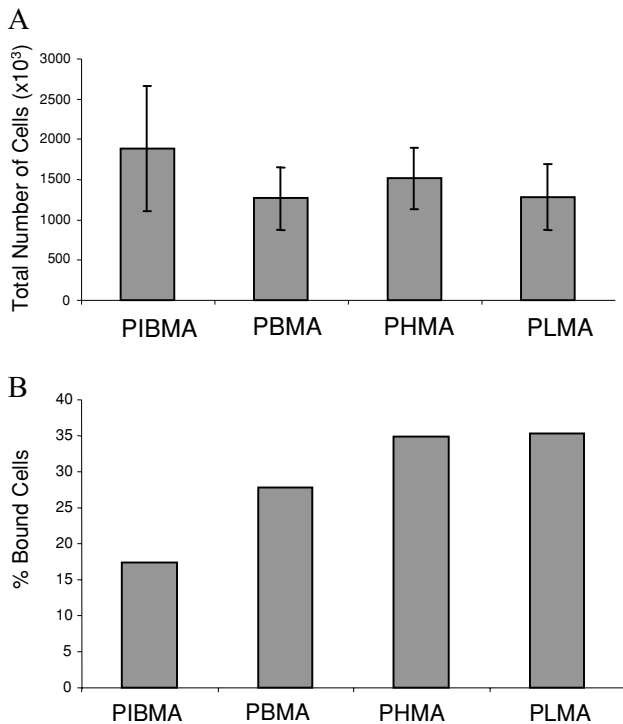 A
Total Number of Cells (x10³)
3000
2500
2000
1500
1000
500
0
PIBMA PBMA PHMA PLMA
B
% Bound Cells
40
35
30
25
20
15
10
5
0
PIBMA PBMA PHMA PLMA